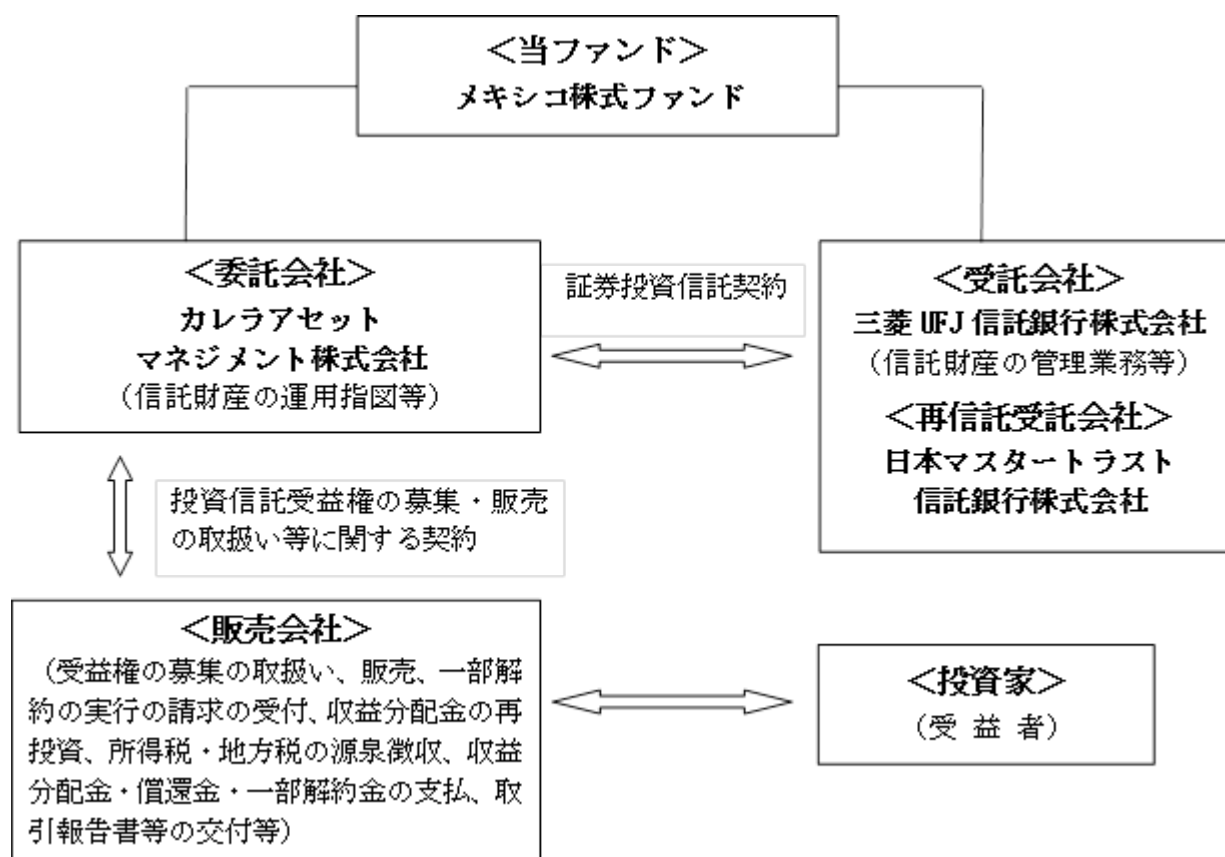 ＜当ファンド＞
メキシコ株式ファンド
＜委託会社＞
カレラアセット
マネジメント株式会社
（信託財産の運用指図等）
証券投資信託契約
＜受託会社＞
三菱 UFJ 信託銀行株式会社
（信託財産の管理業務等）
＜再信託受託会社＞
日本マスタートラスト
信託銀行株式会社
投資信託受益権の募集・販売
の取扱い等に関する契約
＜販売会社＞
（受益権の募集の取扱い、販売、一部解
約の実行の請求の受付、収益分配金の再
投資、所得税・地方税の源泉徴収、収益
分配金・償還金・一部解約金の支払、取
引報告書等の交付等）
＜投資家＞
（受 益 者）